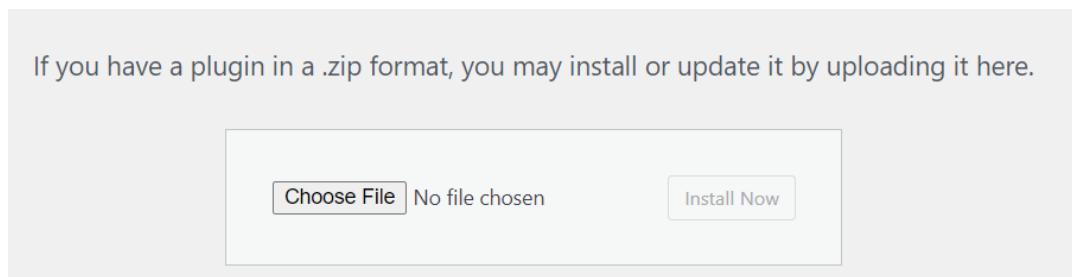 If you have a plugin in a .zip format, you may install or update it by uploading it here.
Choose File No file chosen Install Now